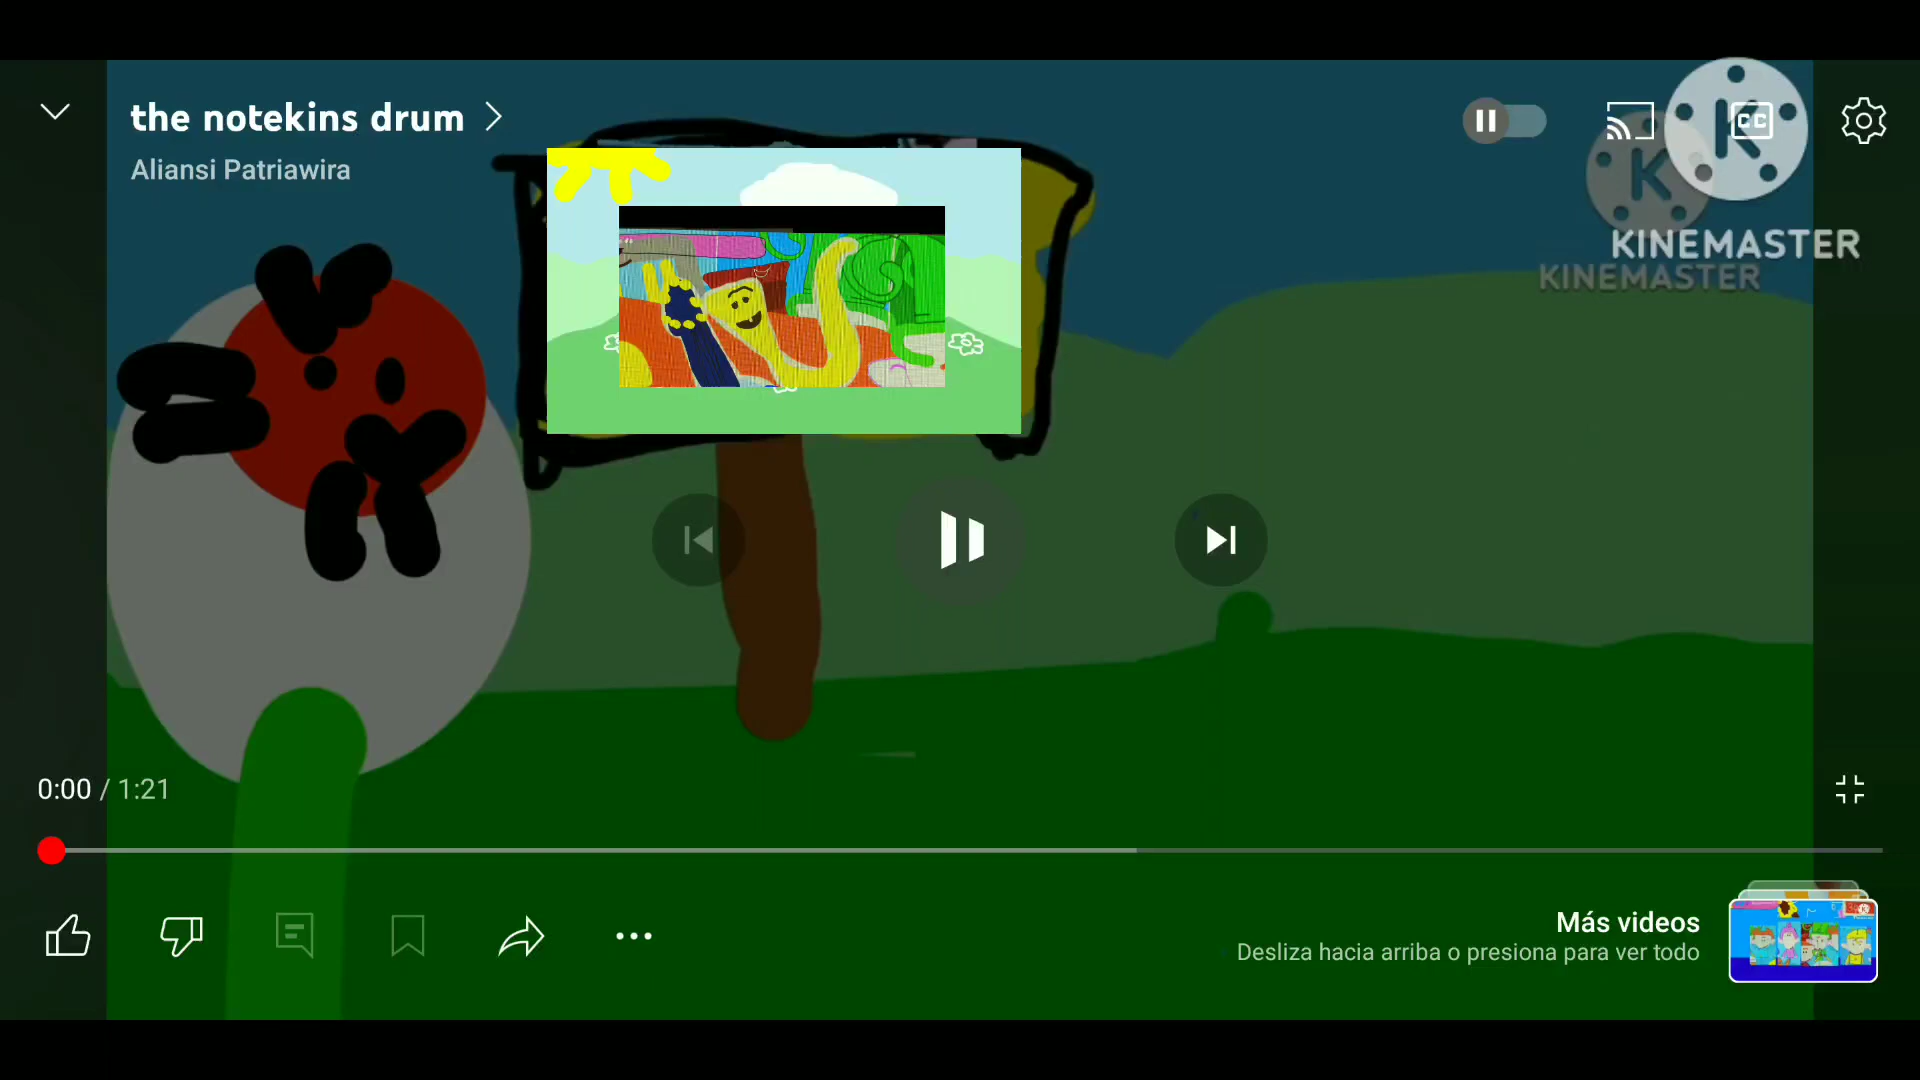 the notekins drum
Aliansi Patriawira
CC
KINEMASTER
KINEMASTER
0:00 / 1:21
Más videos
Desliza hacia arriba o presiona para ver todo